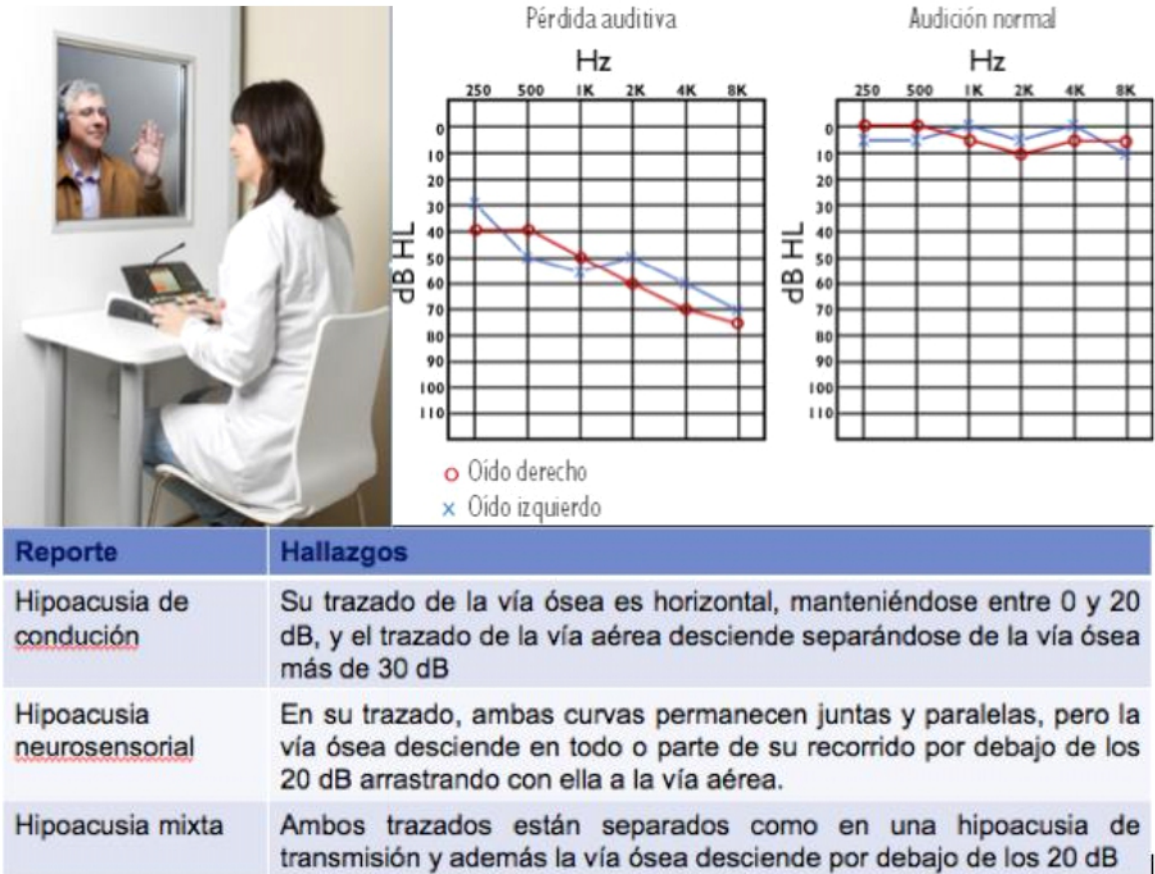 Pérdida auditiva
Hz
250 500 1K 2K 4K 8K
0
10
20
30
40
50
60
70
80
90
100
110
dB HL
Audición normal
Hz
250 500 1K 2K 4K 8K
0
10
20
30
40
50
60
70
80
90
100
110
dB HL
o Oído derecho
x Oído izquierdo
Reporte Hallazgos
Hipoacusia de
condución
Su trazado de la vía ósea es horizontal, manteniéndose entre 0 y 20
dB, y el trazado de la vía aérea desciende separándose de la vía ósea
más de 30 dB
Hipoacusia
neurosensorial
En su trazado, ambas curvas permanecen juntas y paralelas, pero la
vía ósea desciende en todo o parte de su recorrido por debajo de los
20 dB arrastrando con ella a la vía aérea.
Hipoacusia mixta
Ambos trazados están separados como en una hipoacusia de
transmisión y además la vía ósea desciende por debajo de los 20 dB